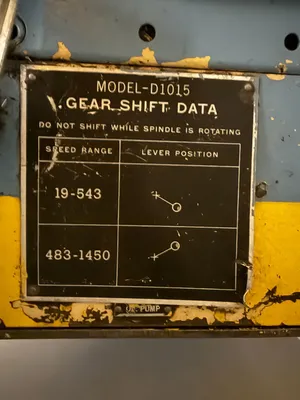 MODEL-D1015
GEAR SHIFT DATA
DO NOT SHIFT WHILE SPINDLE IS ROTATING
SPEED RANGE LEVER POSITION
19-543
483-1450
PUMP